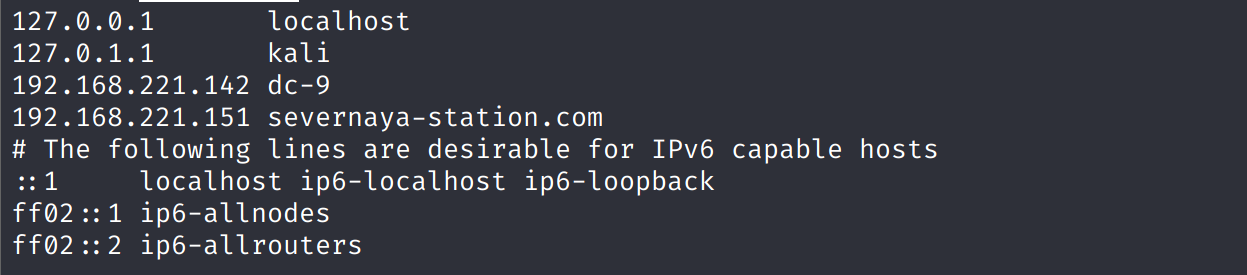 127.0.0.1       localhost
127.0.1.1       kali
192.168.221.142 dc-9
192.168.221.151 severnaya-station.com
# The following lines are desirable for IPv6 capable hosts
::1     localhost ip6-localhost ip6-loopback
ff02::1 ip6-allnodes
ff02::2 ip6-allrouters